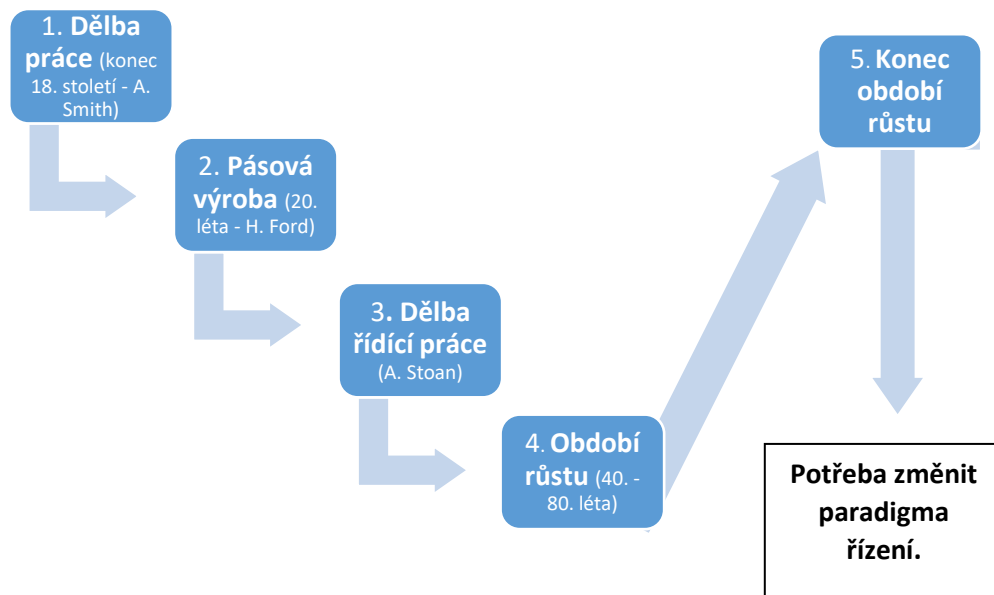 1. Dělba
práce (konec
18. století - A.
Smith)
2. Pásová
výroba (20.
léta - H. Ford)
3. Dělba
řídící práce
(A. Stoan)
4. Období
růstu (40. -
80. léta)
5. Konec
období
růstu
Potřeba změnit
paradigma
řízení.